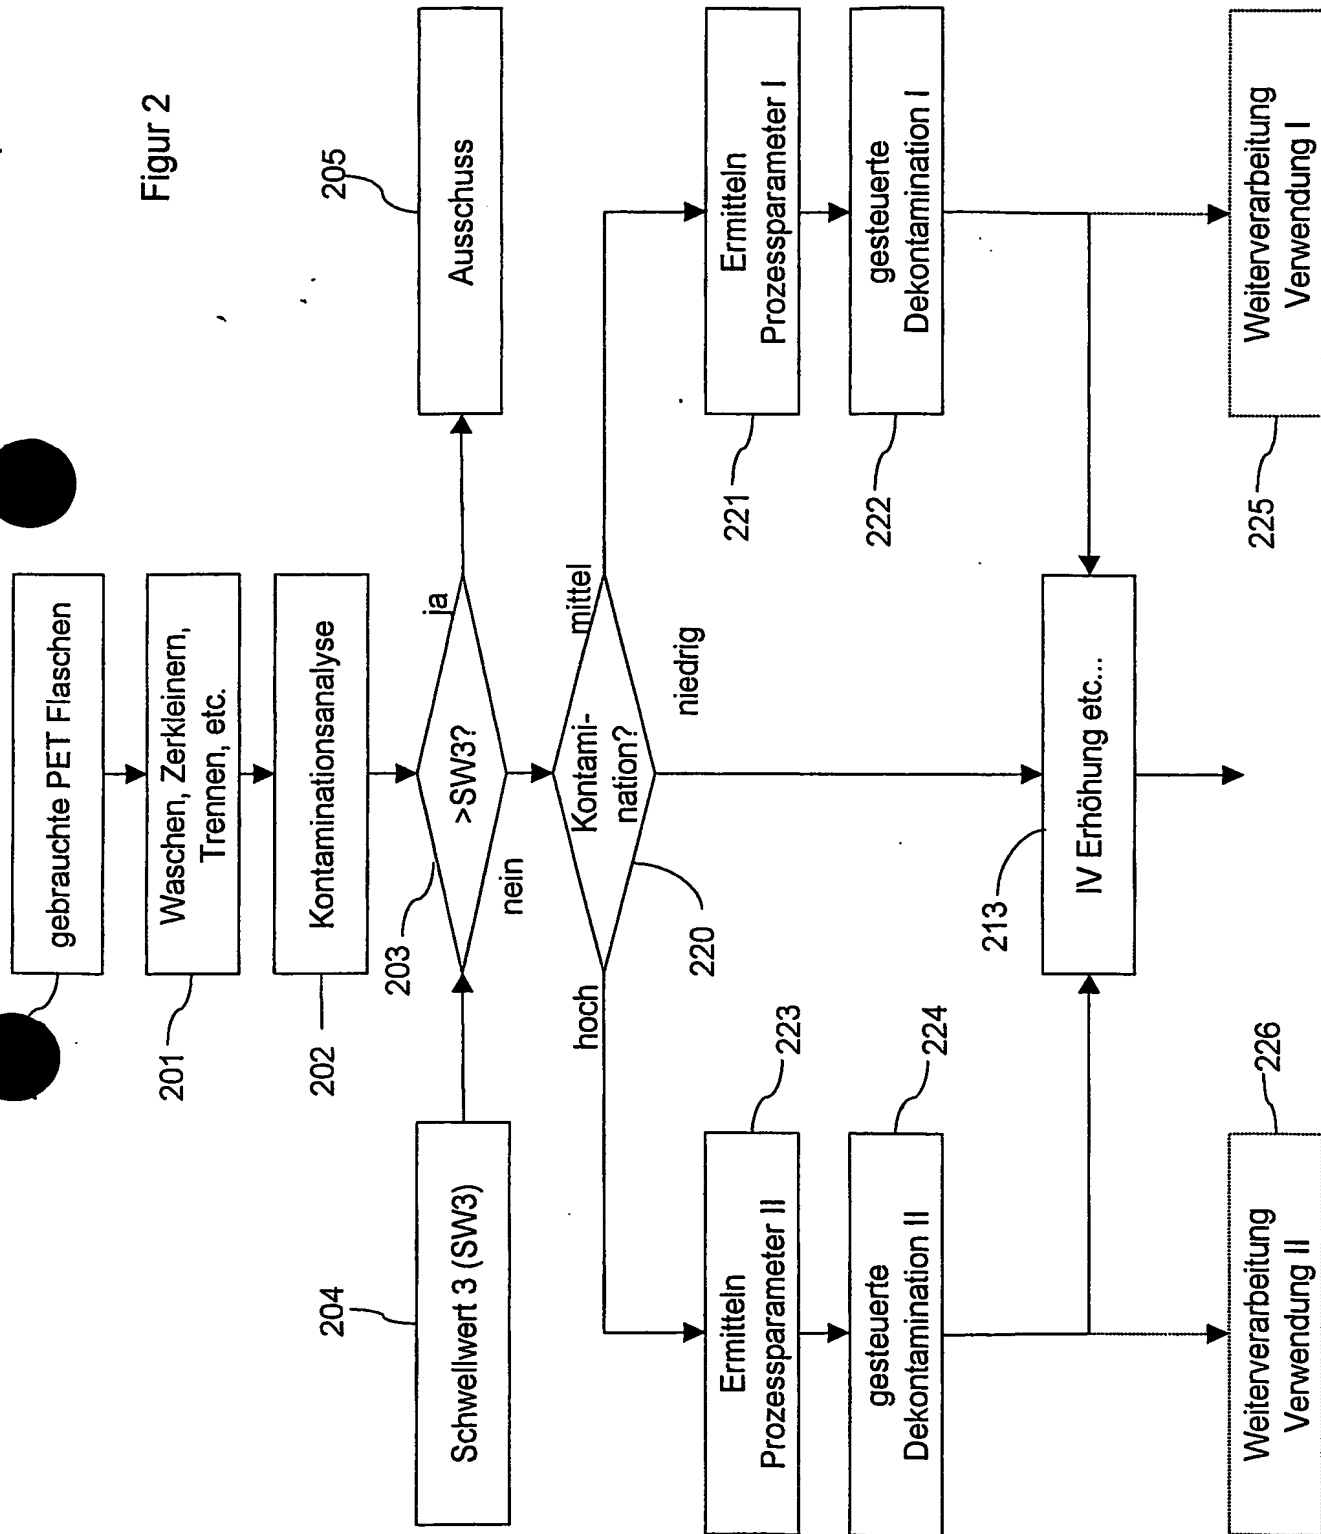 Figur 2
gebrauchte PET Flaschen
Waschen, Zerkleinern,
Trennen, etc.
201
Kontaminationsanalyse
202
Schwellwert 3 (SW3)
204
>SW3?
203
ja
nein
Ausschuss
205
Kontami-
nation?
220
hoch
mittel
niedrig
Ermitteln
Prozessparameter II
223
Ermitteln
Prozessparameter I
221
gesteuerte
Dekontamination II
224
gesteuerte
Dekontamination I
222
IV Erhöhung etc...
213
Weiterverarbeitung
Verwendung II
226
Weiterverarbeitung
Verwendung I
225